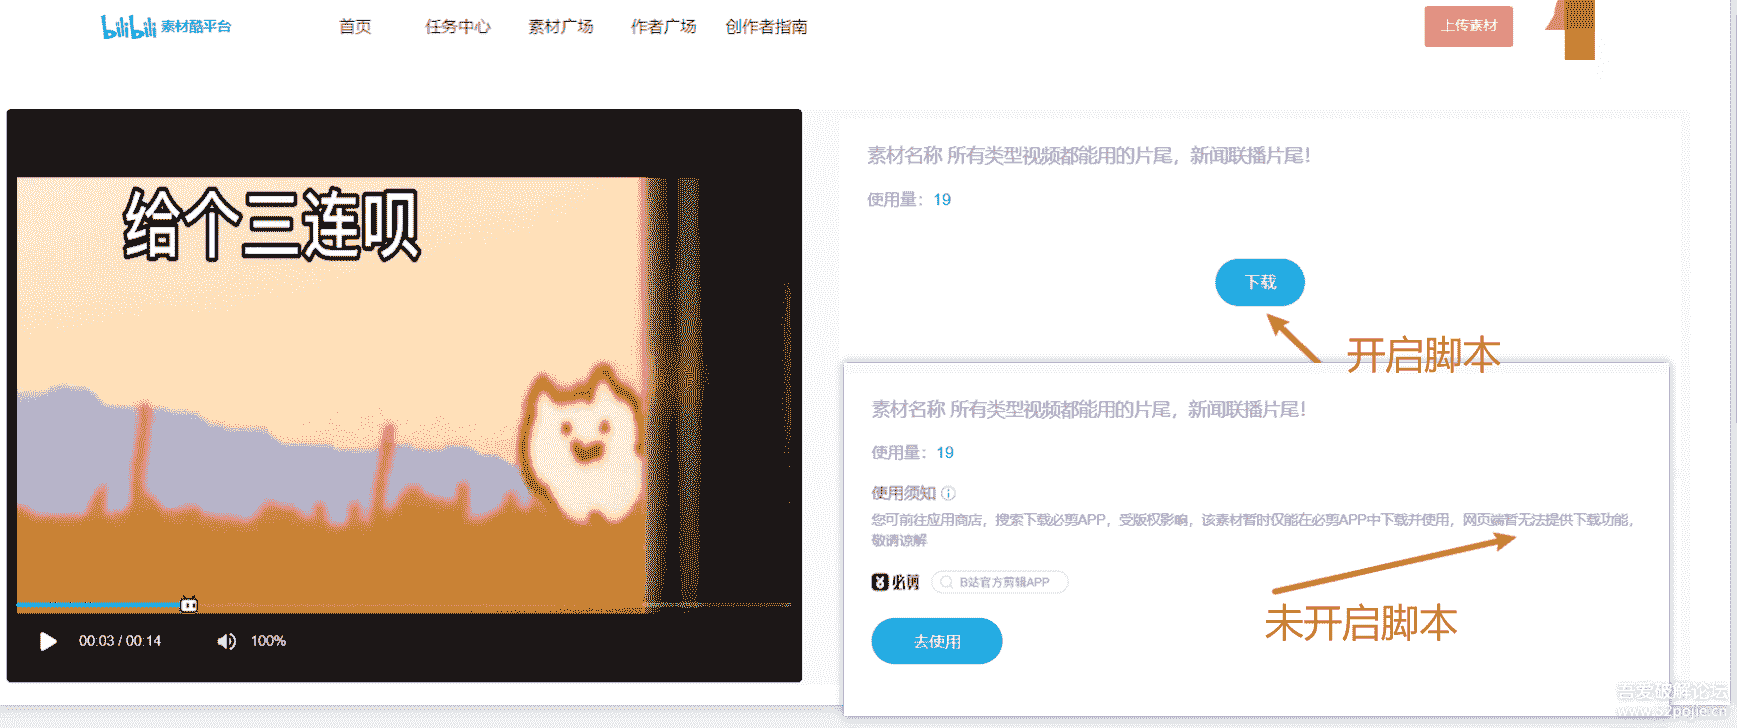 bilibili 素材酷平台 首页 任务中心 素材广场 作者广场 创作者指南 上传素材
给个三连呗
00:03 / 00:14 100%
素材名称 所有类型视频都能用的片尾，新闻联播片尾！
使用量：19
下载
开启脚本
素材名称 所有类型视频都能用的片尾，新闻联播片尾！
使用量：19
使用须知
您可前往应用商店，搜索下载必剪APP，受版权影响，该素材暂时仅能在必剪APP中下载并使用，网页端暂无法提供下载功能，
敬请谅解
必剪 B站官方剪辑APP
未开启脚本
去使用
吾爱破解论坛
www.52pojie.cn